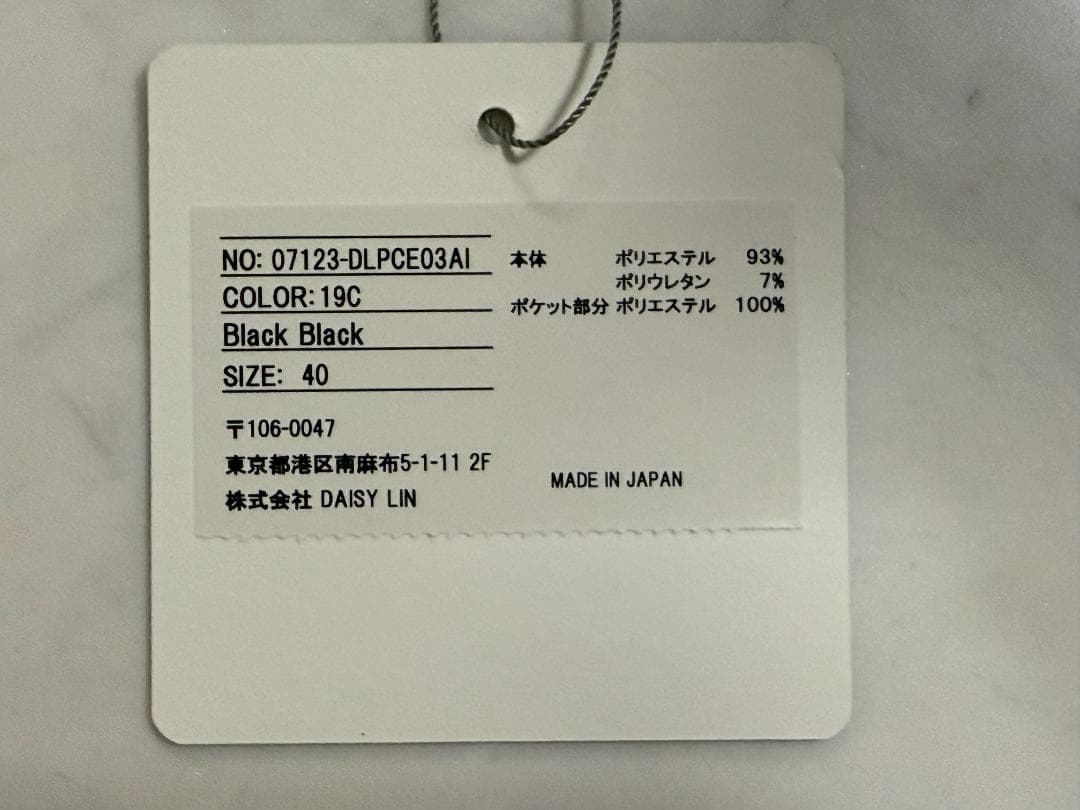 NO: 07123-DLPCE03AI
COLOR:19C
Black Black
SIZE: 40
本体 ポリエステル 93%
ポリウレタン 7%
ポケット部分 ポリエステル 100%
〒106-0047
東京都港区南麻布5-1-11 2F
株式会社 DAISY LIN
MADE IN JAPAN